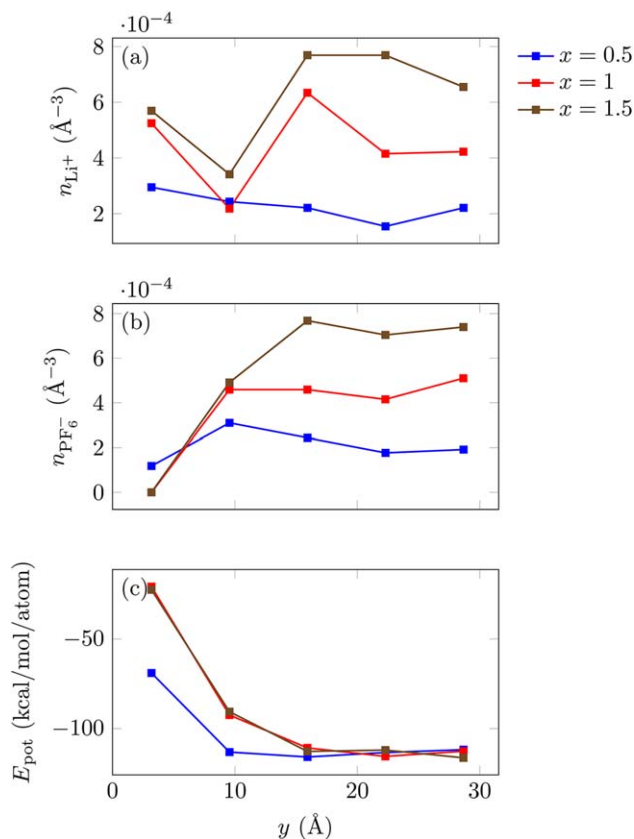 ·10⁻⁴
(a)
8
6
4
2
n_Li⁺ (Å⁻³)
x = 0.5
x = 1
x = 1.5
·10⁻⁴
(b)
8
6
4
2
0
n_PF₆⁻ (Å⁻³)
(c)
−50
−100
E_pot (kcal/mol/atom)
0 10 20 30
y (Å)